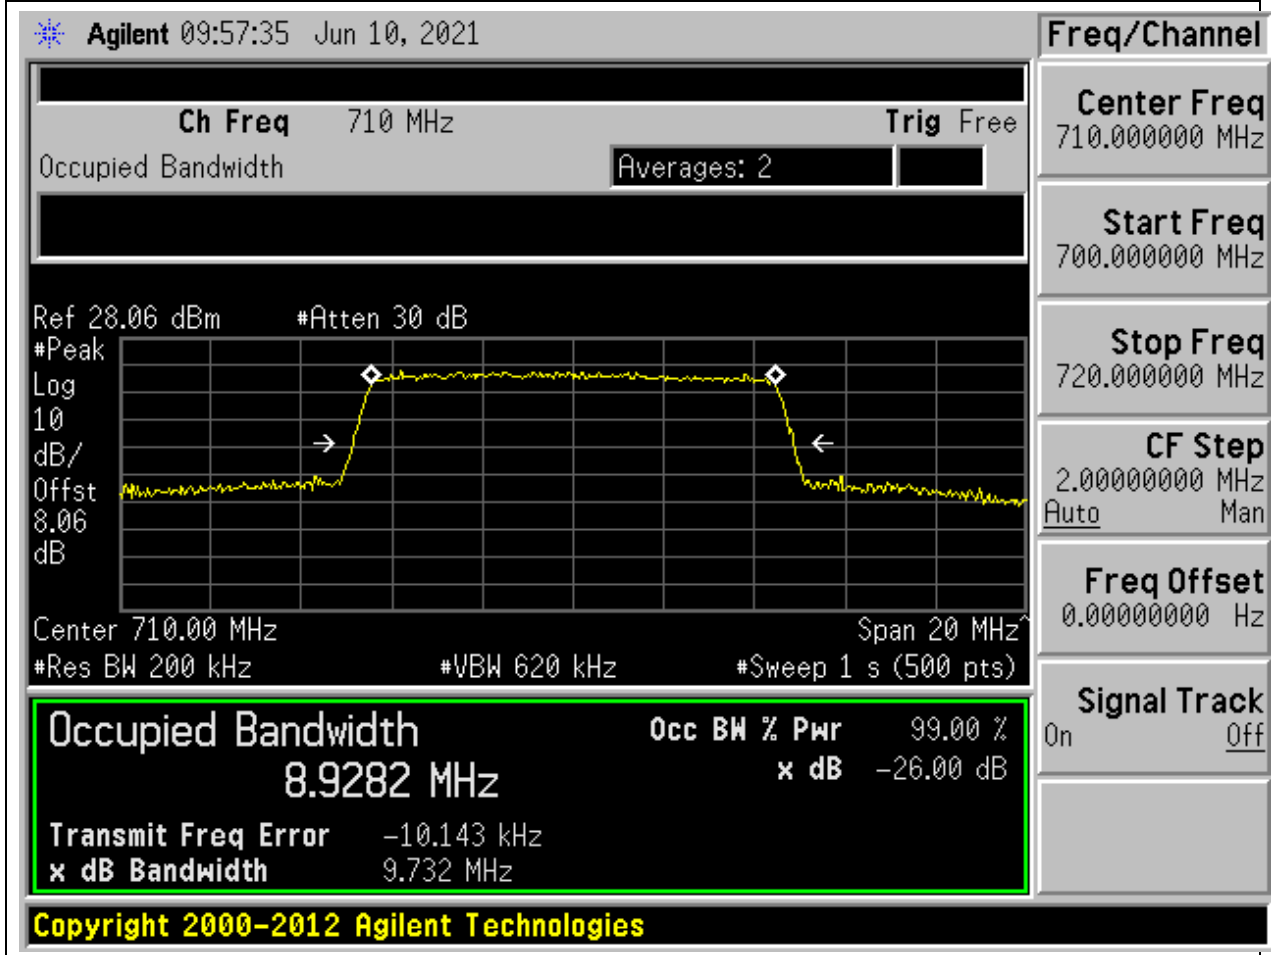 Agilent 09:57:35 Jun 10, 2021
Freq/Channel
Ch Freq 710 MHz Trig Free
Occupied Bandwidth Averages: 2
Center Freq
710.000000 MHz
Start Freq
700.000000 MHz
Stop Freq
720.000000 MHz
CF Step
2.00000000 MHz
Auto Man
Freq Offset
0.00000000 Hz
Signal Track
On Off
Ref 28.06 dBm #Atten 30 dB
#Peak
Log
10
dB/
Offst
8.06
dB
Center 710.00 MHz Span 20 MHz^
#Res BW 200 kHz #VBW 620 kHz #Sweep 1 s (500 pts)
Occupied Bandwidth Occ BW % Pwr 99.00 %
8.9282 MHz x dB -26.00 dB
Transmit Freq Error -10.143 kHz
x dB Bandwidth 9.732 MHz
Copyright 2000-2012 Agilent Technologies